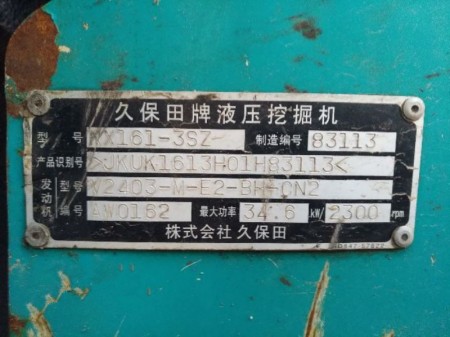 久保田牌液压挖掘机
型号 KX161-3SZ 制造编号 83113
产品识别号 >JKUK1613H01H83113<
发动机 型号 V2403-M-E2-BH-CN2
编号 AW0162 最大功率 34.6 kW/ 2300 rpm
株式会社 久保田